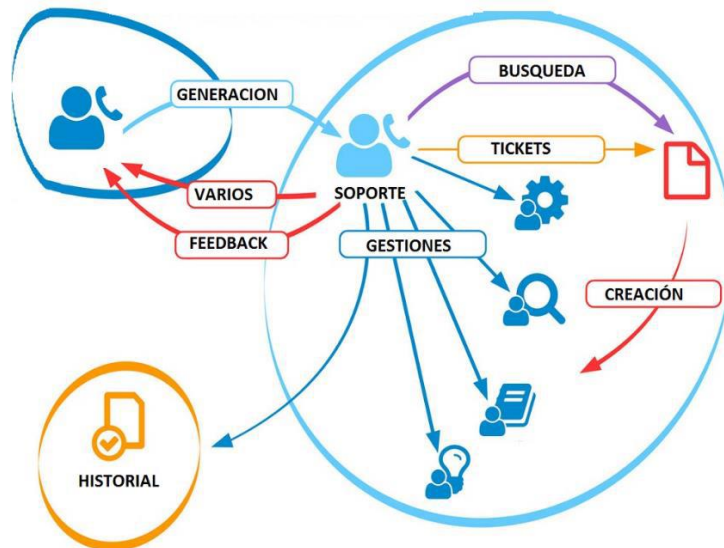 BUSQUEDA
GENERACION
TICKETS
VARIOS
SOPORTE
FEEDBACK
GESTIONES
CREACIÓN
HISTORIAL